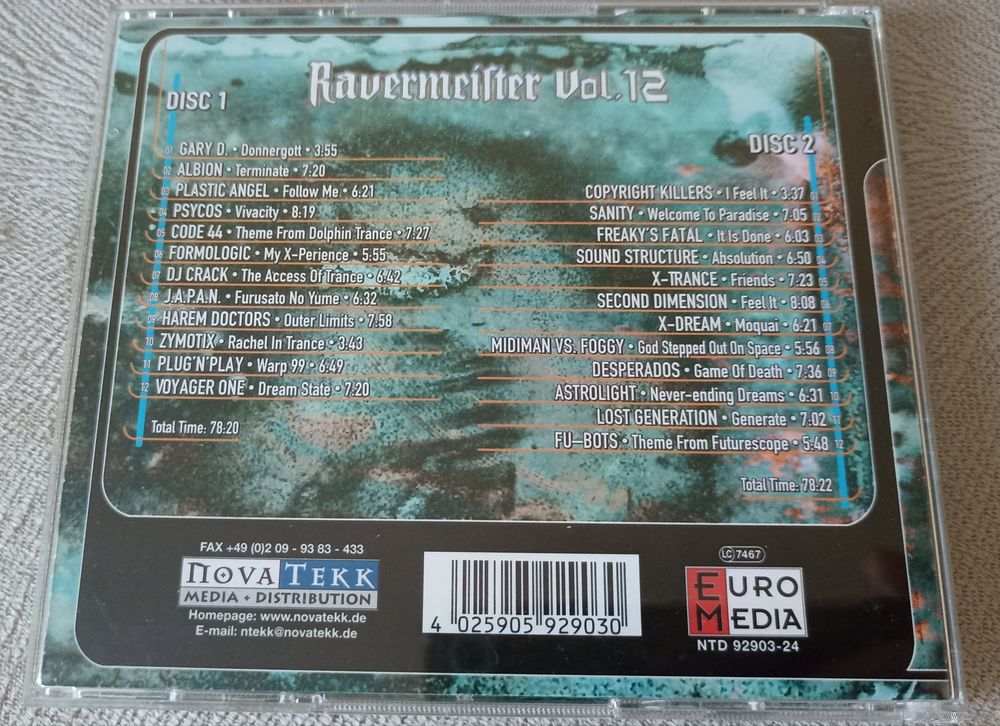 Ravermeiſter Vol. 12
DISC 1
01 GARY D. • Donnergott • 3:55
02 ALBION • Terminate • 7:20
03 PLASTIC ANGEL • Follow Me • 6:21
04 PSYCOS • Vivacity • 8:19
05 CODE 44 • Theme From Dolphin Trance • 7:27
06 FORMOLOGIC • My X-Perience • 5:55
07 DJ CRACK • The Access Of Trance • 6:42
08 J.A.P.A.N. • Furusato No Yume • 6:32
09 HAREM DOCTORS • Outer Limits • 7:58
10 ZYMOTIX • Rachel In Trance • 3:43
11 PLUG'N'PLAY • Warp 99 • 6:49
12 VOYAGER ONE • Dream State • 7:20
Total Time: 78:20
DISC 2
COPYRIGHT KILLERS • I Feel It • 3:37 01
SANITY • Welcome To Paradise • 7:05 02
FREAKY'S FATAL • It Is Done • 6:03 03
SOUND STRUCTURE • Absolution • 6:50 04
X-TRANCE • Friends • 7:23 05
SECOND DIMENSION • Feel It • 8:08 06
X-DREAM • Moquai • 6:21 07
MIDIMAN VS. FOGGY • God Stepped Out On Space • 5:56 08
DESPERADOS • Game Of Death • 7:36 09
ASTROLIGHT • Never-ending Dreams • 6:31 10
LOST GENERATION • Generate • 7:02 11
FU–BOTS • Theme From Futurescope • 5:48 12
Total Time: 78:22
FAX +49 (0)2 09 - 93 83 - 433
NOVA TEKK
MEDIA + DISTRIBUTION
Homepage: www.novatekk.de
E-mail: ntekk@novatekk.de
4 025905 929030
LC 7467
EURO
MEDIA
NTD 92903-24